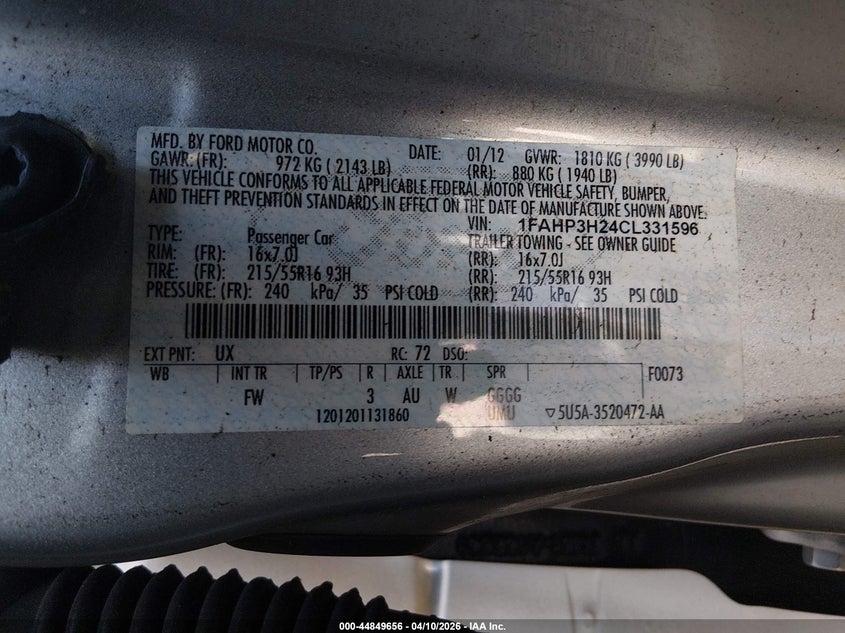 MFD. BY FORD MOTOR CO. DATE: 01/12 GVWR: 1810 KG ( 3990 LB)
GAWR: (FR): 972 KG ( 2143 LB) (RR): 880 KG ( 1940 LB)
THIS VEHICLE CONFORMS TO ALL APPLICABLE FEDERAL MOTOR VEHICLE SAFETY, BUMPER,
AND THEFT PREVENTION STANDARDS IN EFFECT ON THE DATE OF MANUFACTURE SHOWN ABOVE.
VIN: 1FAHP3H24CL331596
TYPE: Passenger Car TRAILER TOWING - SEE OWNER GUIDE
RIM: (FR): 16x7.0J (RR): 16x7.0J
TIRE: (FR): 215/55R16 93H (RR): 215/55R16 93H
PRESSURE: (FR): 240 kPa/ 35 PSI COLD (RR): 240 kPa/ 35 PSI COLD
EXT PNT: UX RC: 72 DSO:
WB INT TR TP/PS R AXLE TR SPR F0073
FW 3 AU W GGGG
1201201131860 UMU 5U5A-3520472-AA
000-44849656 - 04/10/2026 - IAA Inc.